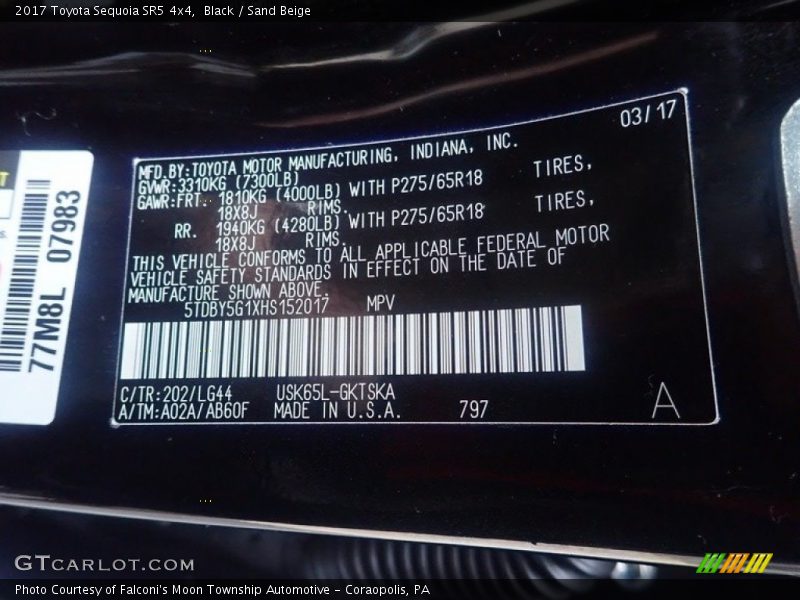 2017 Toyota Sequoia SR5 4x4, Black / Sand Beige
03/17
MFD.BY:TOYOTA MOTOR MANUFACTURING, INDIANA, INC.
GVWR:3310KG (7300LB)
GAWR:FRT. 1810KG (4000LB) WITH P275/65R18 TIRES,
18X8J RIMS.
RR. 1940KG (4280LB) WITH P275/65R18 TIRES,
18X8J RIMS.
THIS VEHICLE CONFORMS TO ALL APPLICABLE FEDERAL MOTOR
VEHICLE SAFETY STANDARDS IN EFFECT ON THE DATE OF
MANUFACTURE SHOWN ABOVE.
5TDBY5G1XHS152017 MPV
C/TR:202/LG44 USK65L-GKTSKA
A/TM:A02A/AB60F MADE IN U.S.A. 797 A
77M8L 07983
GTCARLOT.COM
Photo Courtesy of Falconi's Moon Township Automotive - Coraopolis, PA